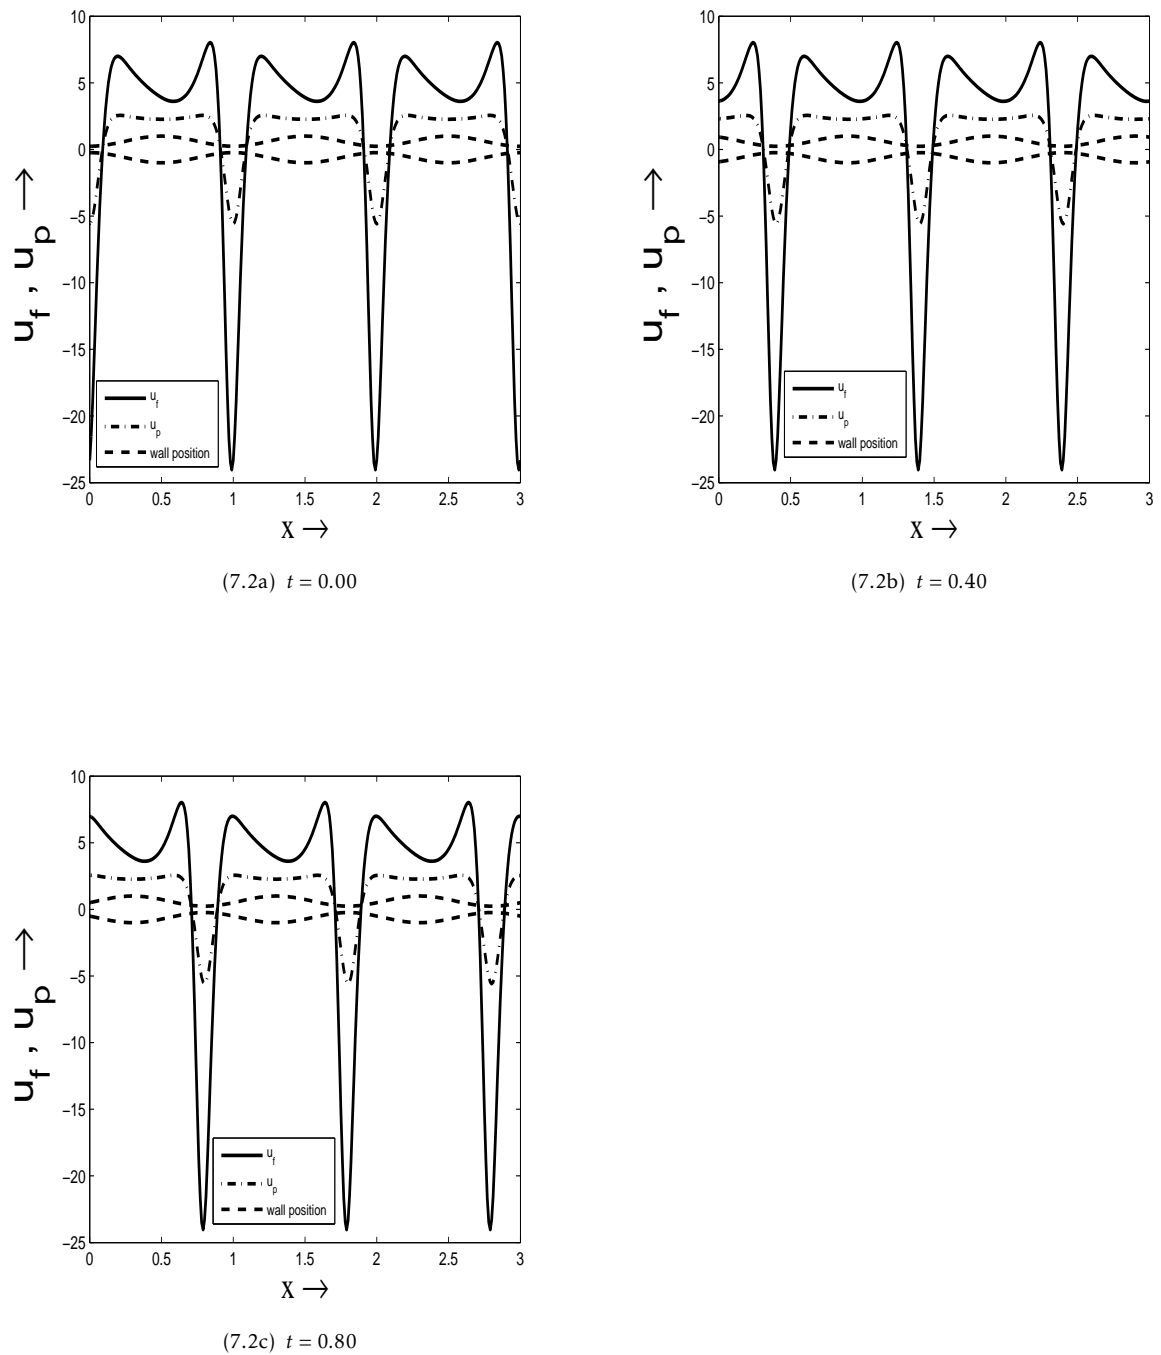 10
5
0
−5
−10
−15
−20
−25
0
0.5
1
1.5
2
2.5
3
u_f , u_p →
X →
u_f
u_p
wall position
(7.2a) t = 0.00
10
5
0
−5
−10
−15
−20
−25
0
0.5
1
1.5
2
2.5
3
u_f , u_p →
X →
u_f
u_p
wall position
(7.2b) t = 0.40
10
5
0
−5
−10
−15
−20
−25
0
0.5
1
1.5
2
2.5
3
u_f , u_p →
X →
u_f
u_p
wall position
(7.2c) t = 0.80